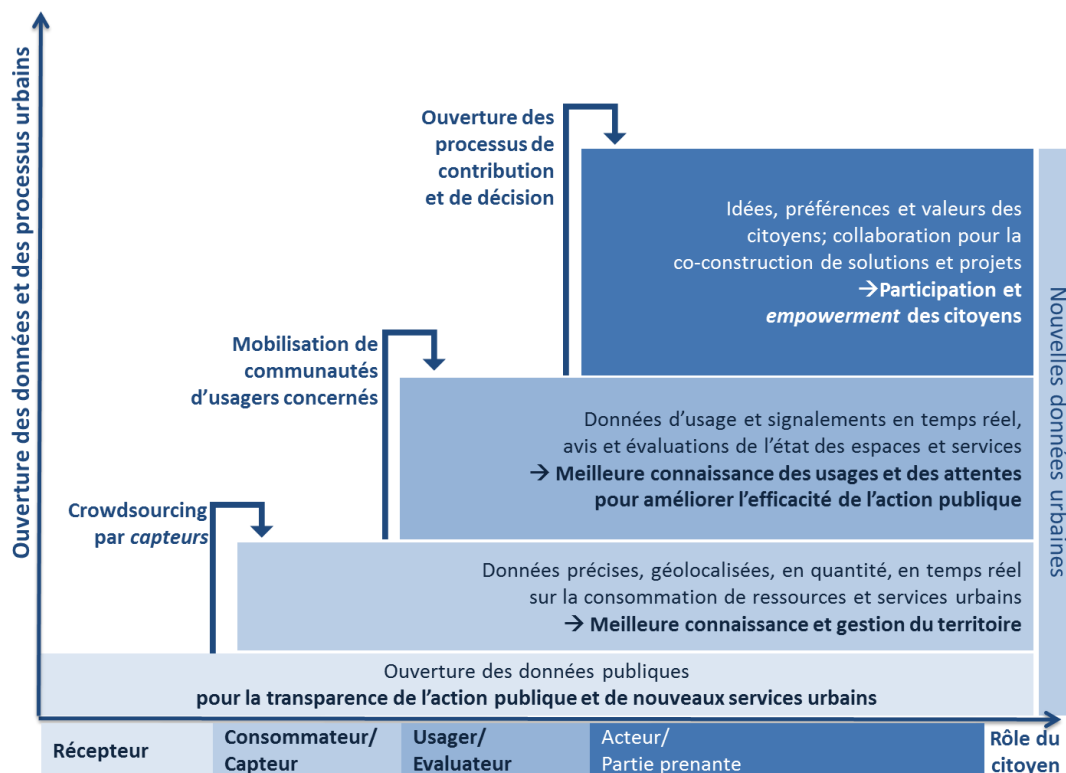 Ouverture des données et des processus urbains
Ouverture des
processus de
contribution
et de décision
Idées, préférences et valeurs des
citoyens; collaboration pour la
co-construction de solutions et projets
→Participation et
empowerment des citoyens
Mobilisation de
communautés
d’usagers concernés
Données d’usage et signalements en temps réel,
avis et évaluations de l’état des espaces et services
→ Meilleure connaissance des usages et des attentes
pour améliorer l’efficacité de l’action publique
Crowdsourcing
par capteurs
Données précises, géolocalisées, en quantité, en temps réel
sur la consommation de ressources et services urbains
→ Meilleure connaissance et gestion du territoire
Ouverture des données publiques
pour la transparence de l’action publique et de nouveaux services urbains
Nouvelles données urbaines
Récepteur
Consommateur/
Capteur
Usager/
Evaluateur
Acteur/
Partie prenante
Rôle du
citoyen